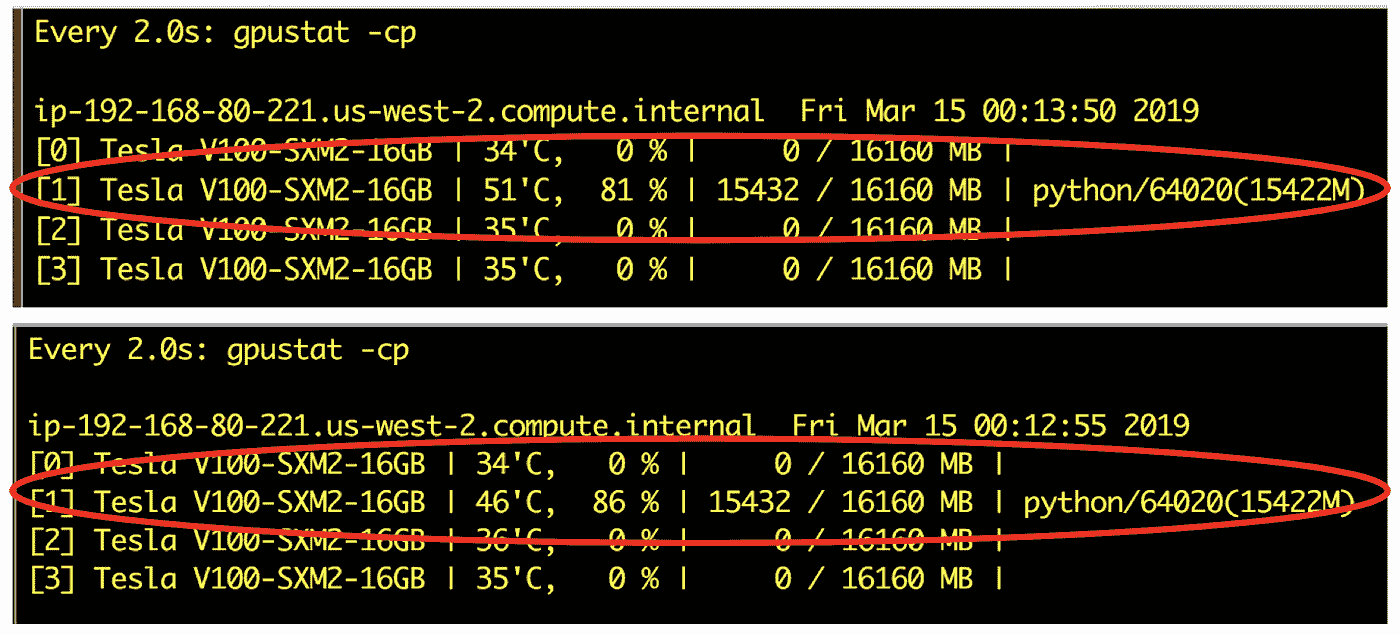 Every 2.0s: gpustat -cp
ip-192-168-80-221.us-west-2.compute.internal  Fri Mar 15 00:13:50 2019
[0] Tesla V100-SXM2-16GB | 34'C,   0 % |     0 / 16160 MB |
[1] Tesla V100-SXM2-16GB | 51'C,  81 % | 15432 / 16160 MB | python/64020(15422M)
[2] Tesla V100-SXM2-16GB | 35'C,   0 % |     0 / 16160 MB |
[3] Tesla V100-SXM2-16GB | 35'C,   0 % |     0 / 16160 MB |
Every 2.0s: gpustat -cp
ip-192-168-80-221.us-west-2.compute.internal  Fri Mar 15 00:12:55 2019
[0] Tesla V100-SXM2-16GB | 34'C,   0 % |     0 / 16160 MB |
[1] Tesla V100-SXM2-16GB | 46'C,  86 % | 15432 / 16160 MB | python/64020(15422M)
[2] Tesla V100-SXM2-16GB | 36'C,   0 % |     0 / 16160 MB |
[3] Tesla V100-SXM2-16GB | 35'C,   0 % |     0 / 16160 MB |